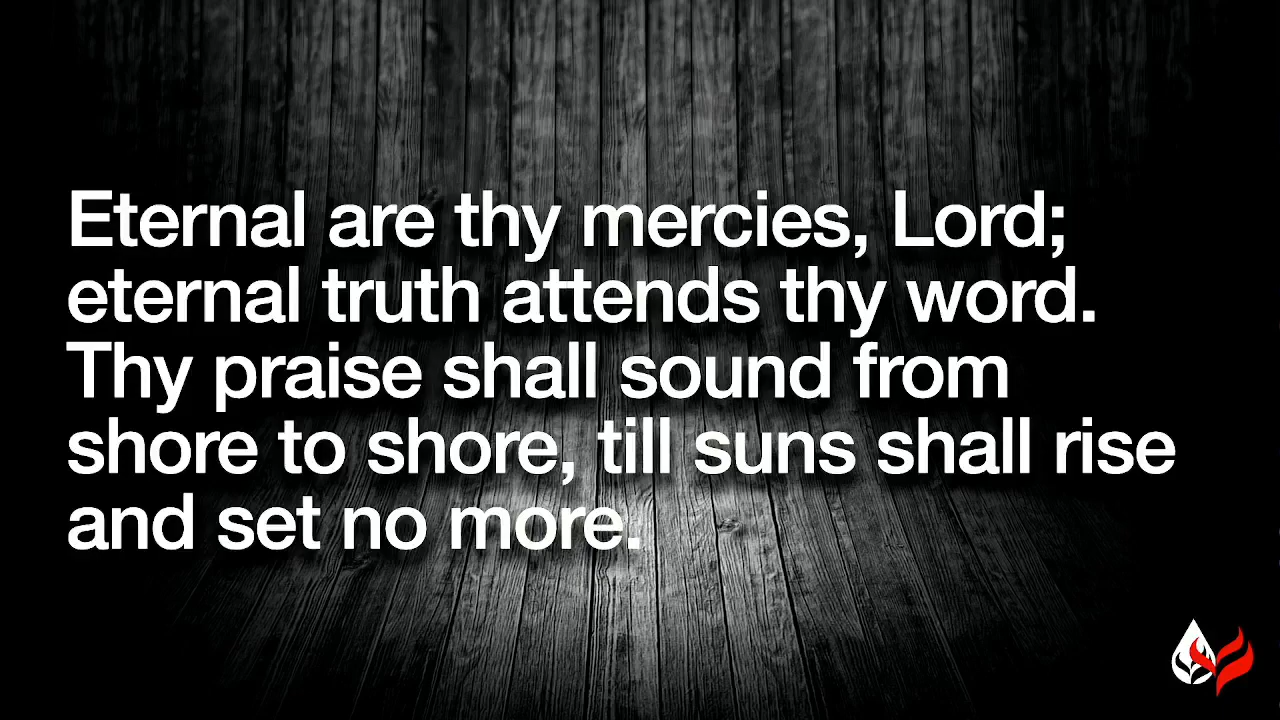 Eternal are thy mercies, Lord;
eternal truth attends thy word.
Thy praise shall sound from
shore to shore, till suns shall rise
and set no more.